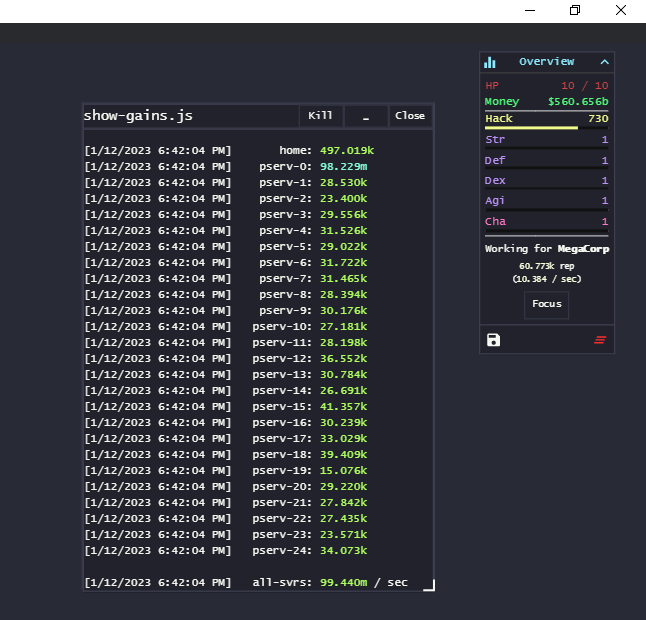 Overview
HP 10 / 10
Money $560.656b
Hack 730
Str 1
Def 1
Dex 1
Agi 1
Cha 1
Working for MegaCorp
60.773k rep
(10.384 / sec)
Focus
show-gains.js Kill _ Close
[1/12/2023 6:42:04 PM] home: 497.019k
[1/12/2023 6:42:04 PM] pserv-0: 98.229m
[1/12/2023 6:42:04 PM] pserv-1: 28.530k
[1/12/2023 6:42:04 PM] pserv-2: 23.400k
[1/12/2023 6:42:04 PM] pserv-3: 29.556k
[1/12/2023 6:42:04 PM] pserv-4: 31.526k
[1/12/2023 6:42:04 PM] pserv-5: 29.022k
[1/12/2023 6:42:04 PM] pserv-6: 31.722k
[1/12/2023 6:42:04 PM] pserv-7: 31.465k
[1/12/2023 6:42:04 PM] pserv-8: 28.394k
[1/12/2023 6:42:04 PM] pserv-9: 30.176k
[1/12/2023 6:42:04 PM] pserv-10: 27.181k
[1/12/2023 6:42:04 PM] pserv-11: 28.198k
[1/12/2023 6:42:04 PM] pserv-12: 36.552k
[1/12/2023 6:42:04 PM] pserv-13: 30.784k
[1/12/2023 6:42:04 PM] pserv-14: 26.691k
[1/12/2023 6:42:04 PM] pserv-15: 41.357k
[1/12/2023 6:42:04 PM] pserv-16: 30.239k
[1/12/2023 6:42:04 PM] pserv-17: 33.029k
[1/12/2023 6:42:04 PM] pserv-18: 39.409k
[1/12/2023 6:42:04 PM] pserv-19: 15.076k
[1/12/2023 6:42:04 PM] pserv-20: 29.220k
[1/12/2023 6:42:04 PM] pserv-21: 27.842k
[1/12/2023 6:42:04 PM] pserv-22: 27.435k
[1/12/2023 6:42:04 PM] pserv-23: 23.571k
[1/12/2023 6:42:04 PM] pserv-24: 34.073k
[1/12/2023 6:42:04 PM] all-svrs: 99.440m / sec